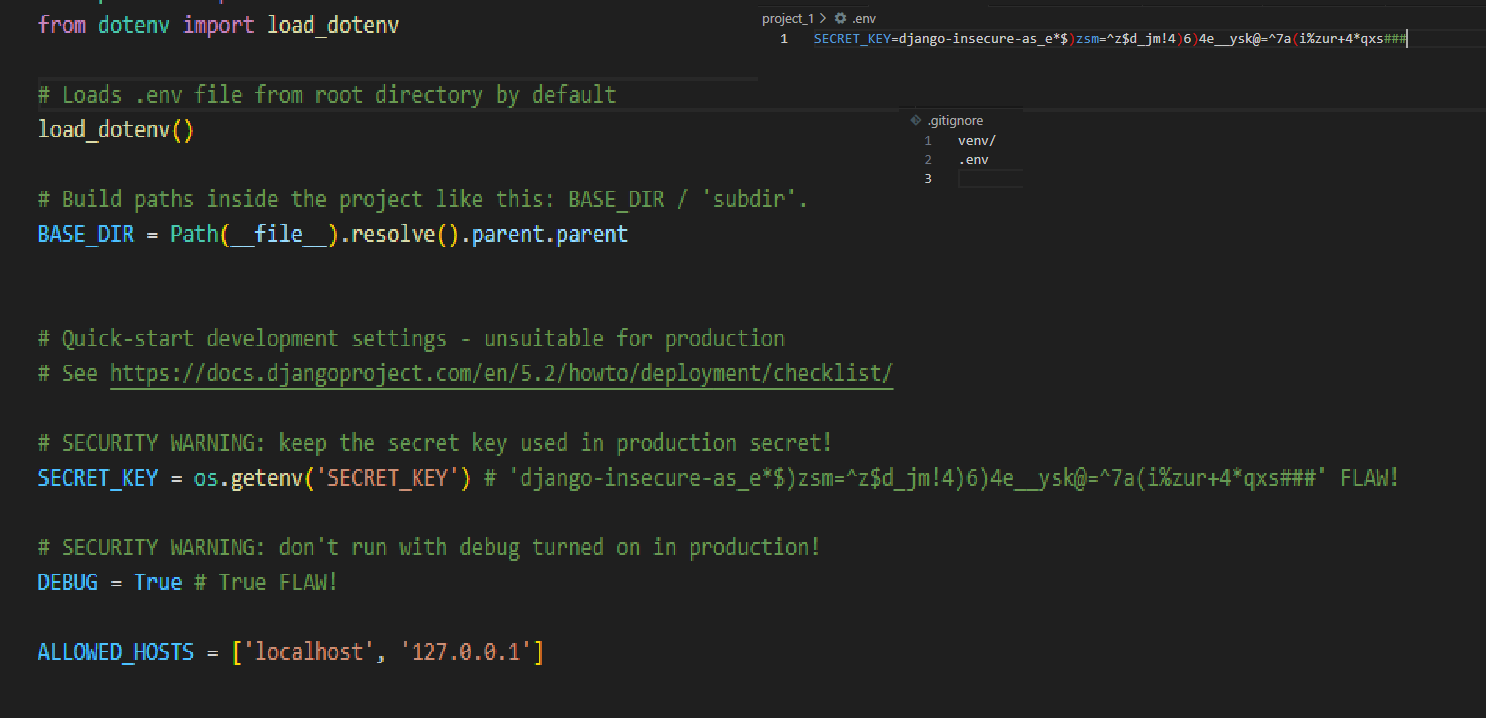 from dotenv import load_dotenv
# Loads .env file from root directory by default
load_dotenv()
# Build paths inside the project like this: BASE_DIR / 'subdir'.
BASE_DIR = Path(__file__).resolve().parent.parent
# Quick-start development settings - unsuitable for production
# See https://docs.djangoproject.com/en/5.2/howto/deployment/checklist/
# SECURITY WARNING: keep the secret key used in production secret!
SECRET_KEY = os.getenv('SECRET_KEY') # 'django-insecure-as_e*$)zsm=^z$d_jm!4)6)4e__ysk@=^7a(i%zur+4*qxs###' FLAW!
# SECURITY WARNING: don't run with debug turned on in production!
DEBUG = True # True FLAW!
ALLOWED_HOSTS = ['localhost', '127.0.0.1']
project_1 > .env
1 SECRET_KEY=django-insecure-as_e*$)zsm=^z$d_jm!4)6)4e__ysk@=^7a(i%zur+4*qxs###
.gitignore
1 venv/
2 .env
3